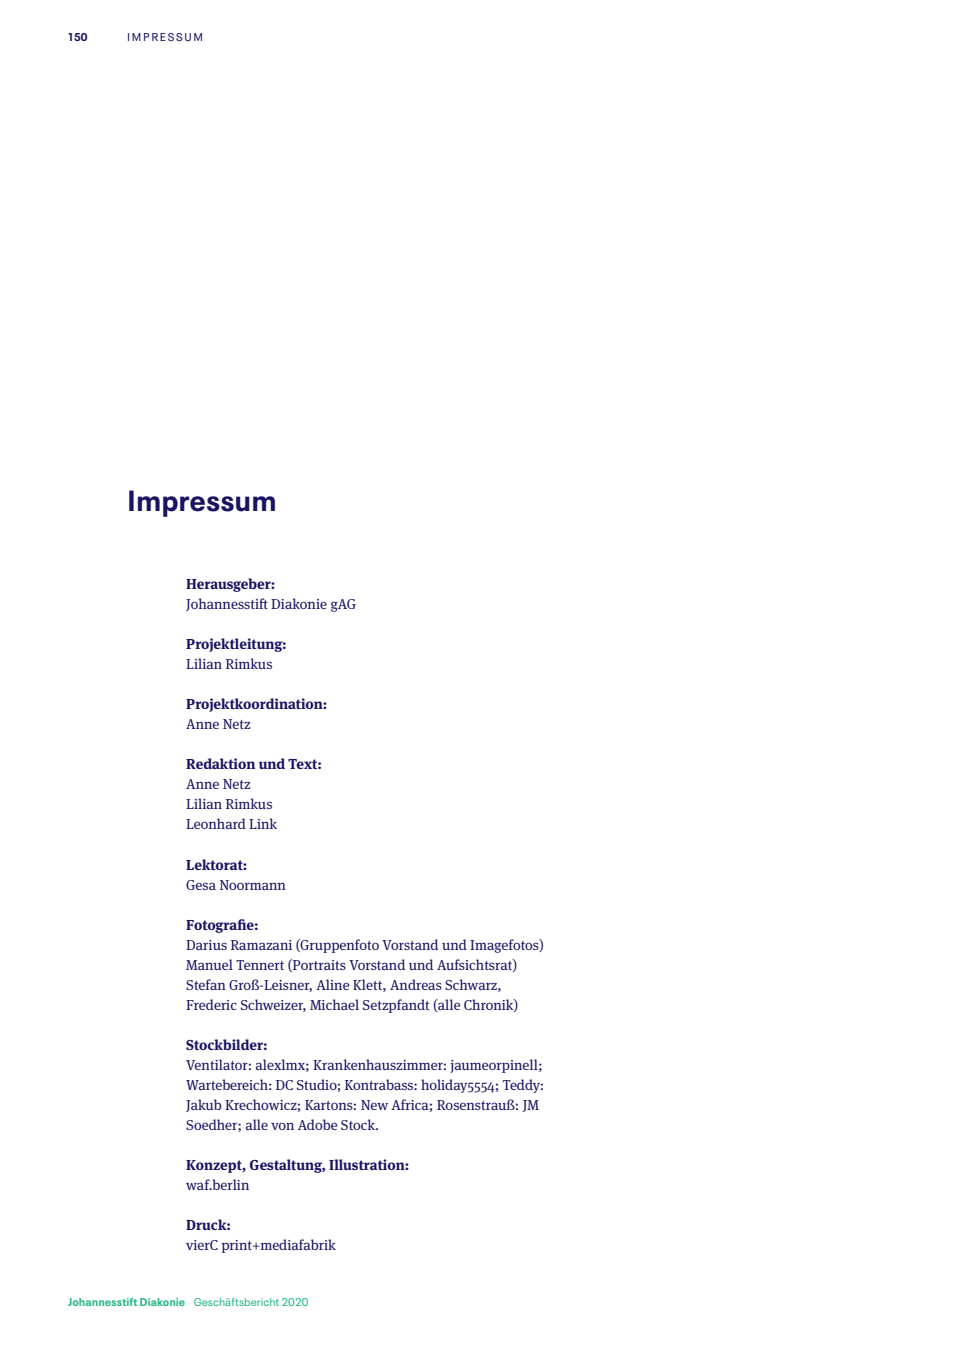 150 IMPRESSUM
Impressum
Herausgeber:
Johannesstift Diakonie gAG
Projektleitung:
Lilian Rimkus
Projektkoordination:
Anne Netz
Redaktion und Text:
Anne Netz
Lilian Rimkus
Leonhard Link
Lektorat:
Gesa Noormann
Fotografie:
Darius Ramazani (Gruppenfoto Vorstand und Imagefotos)
Manuel Tennert (Portraits Vorstand und Aufsichtsrat)
Stefan Groß-Leisner, Aline Klett, Andreas Schwarz,
Frederic Schweizer, Michael Setzpfandt (alle Chronik)
Stockbilder:
Ventilator: alexlmx; Krankenhauszimmer: jaumeorpinell;
Wartebereich: DC Studio; Kontrabass: holiday5554; Teddy:
Jakub Krechowicz; Kartons: New Africa; Rosenstrauß: JM
Soedher; alle von Adobe Stock.
Konzept, Gestaltung, Illustration:
waf.berlin
Druck:
vierC print+mediafabrik
Johannesstift Diakonie Geschäftsbericht 2020